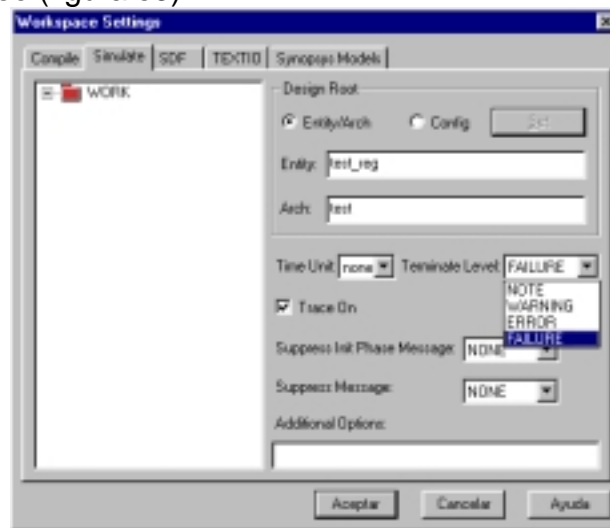 Workspace Settings
Compile Simulate SDF TEXTIO Synopsys Models
WORK
Design Root
Entity/Arch Config Set
Entity: test_reg
Arch: test
Time Unit: none Terminate Level: FAILURE
NOTE
WARNING
ERROR
FAILURE
Trace On
Suppress Init Phase Message: NONE
Suppress Message: NONE
Additional Options:
Aceptar Cancelar Ayuda